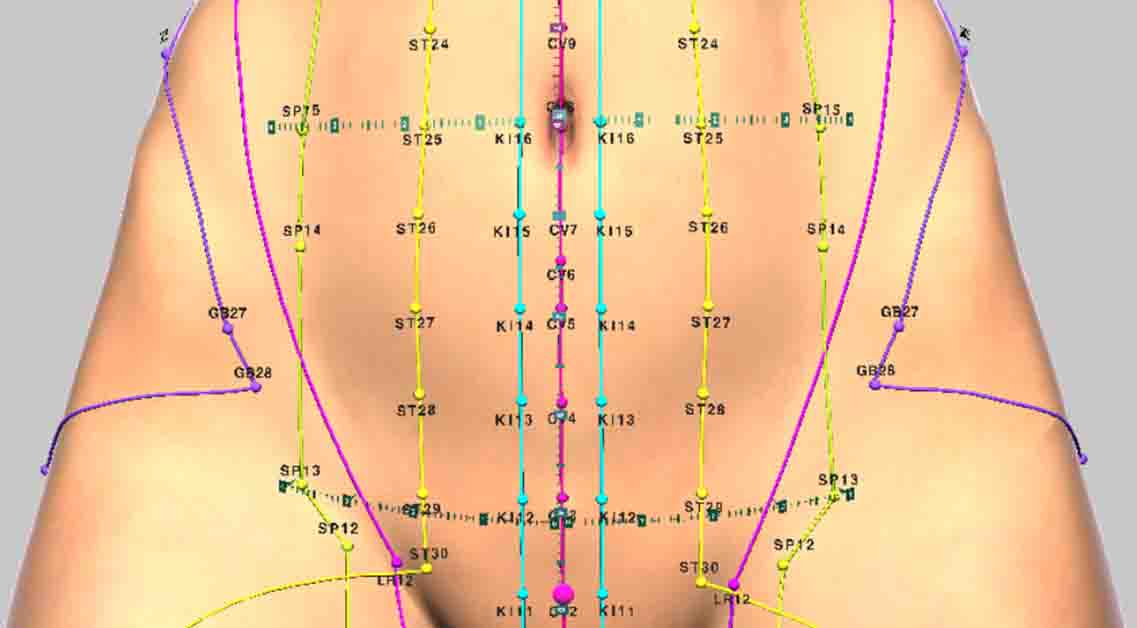 ST24 CV9 ST24
SP15 SP15
ST25 KI16 KI16 ST25
SP14 ST26 KI15 CV7 KI15 ST26 SP14
CV6
GB27 ST27 KI14 CV5 KI14 ST27 GB27
GB28 GB28
ST28 KI13 CV4 KI13 ST28
SP13 SP13
ST29 KI12 KI12 ST29
SP12 SP12
ST30 ST30
LR12 LR12
KI11 CV2 KI11